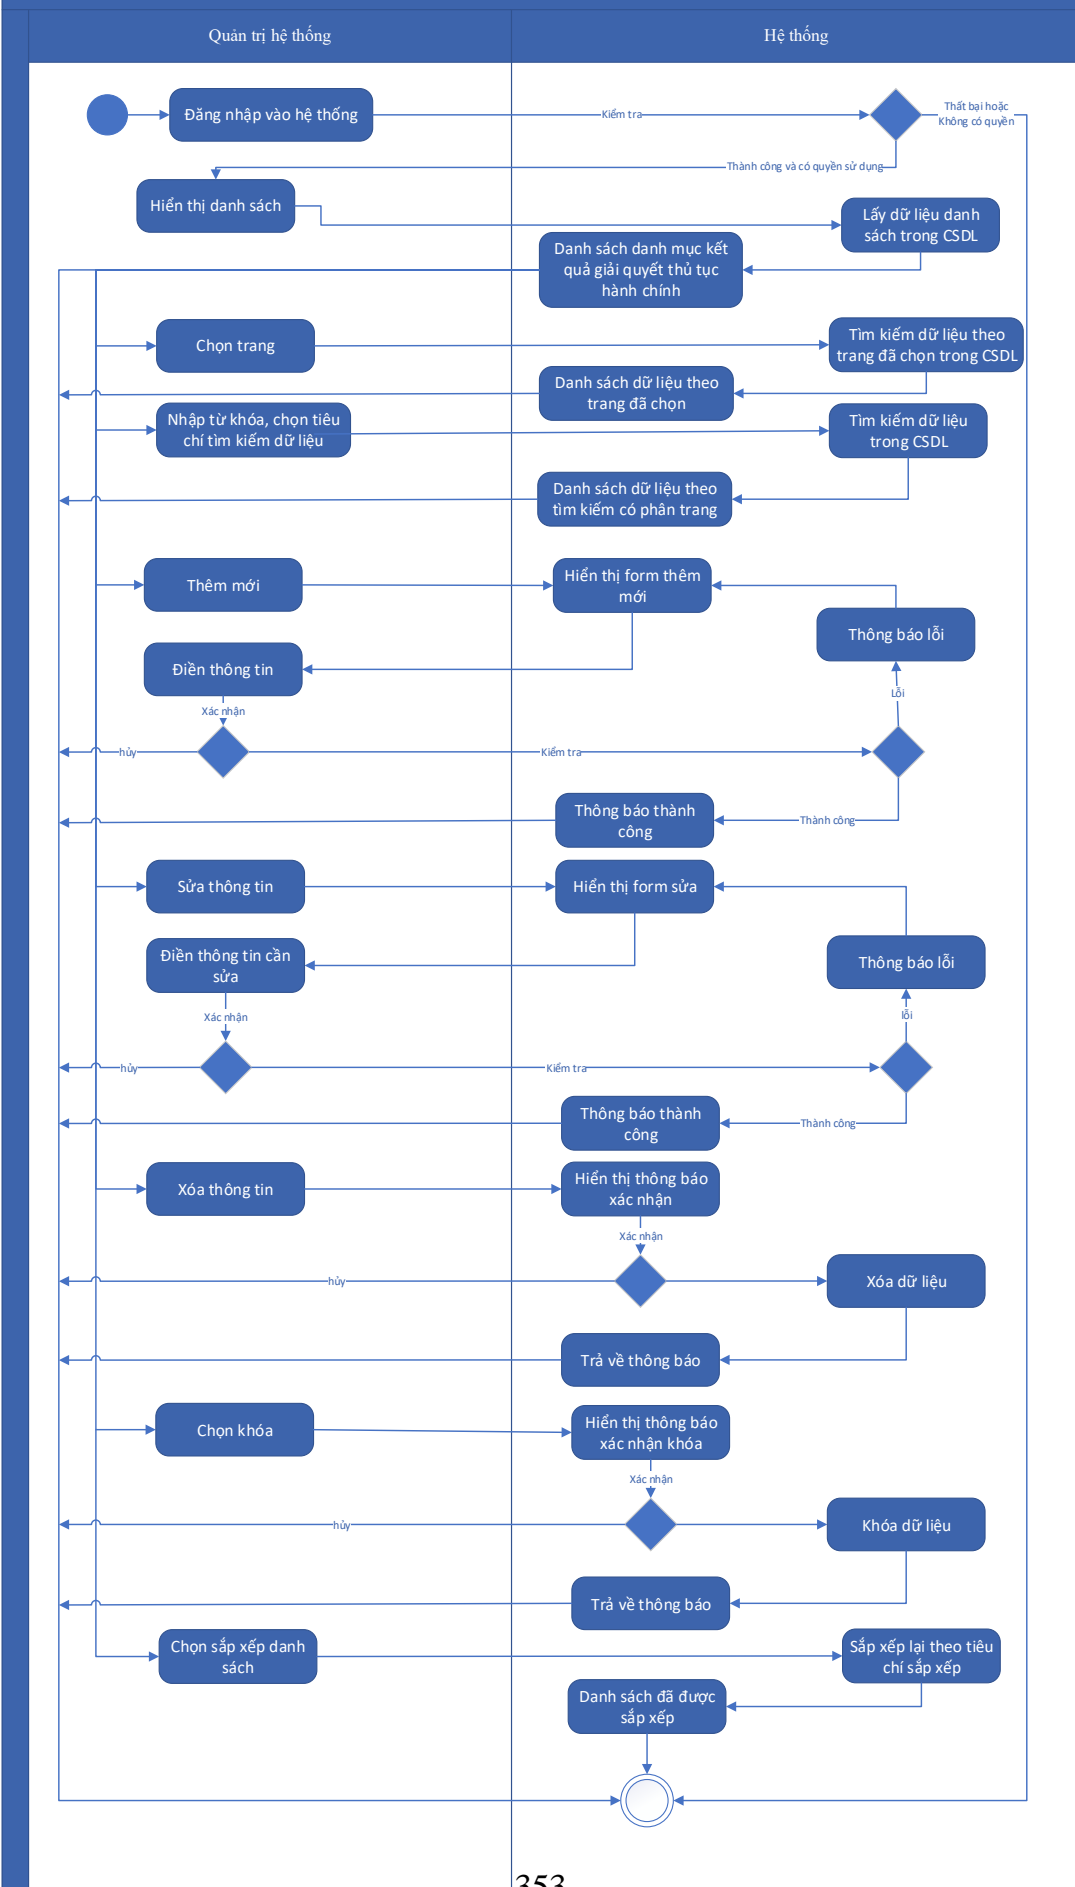 Quản trị hệ thống
Hệ thống
Đăng nhập vào hệ thống
Kiểm tra
Thất bại hoặc
Không có quyền
Thành công và có quyền sử dụng
Hiển thị danh sách
Lấy dữ liệu danh
sách trong CSDL
Danh sách danh mục kết
quả giải quyết thủ tục
hành chính
Chọn trang
Tìm kiếm dữ liệu theo
trang đã chọn trong CSDL
Danh sách dữ liệu theo
trang đã chọn
Nhập từ khóa, chọn tiêu
chí tìm kiếm dữ liệu
Tìm kiếm dữ liệu
trong CSDL
Danh sách dữ liệu theo
tìm kiếm có phân trang
Thêm mới
Hiển thị form thêm
mới
Thông báo lỗi
Điền thông tin
Lỗi
Xác nhận
hủy
Kiểm tra
Thông báo thành
công
Thành công
Sửa thông tin
Hiển thị form sửa
Điền thông tin cần
sửa
Thông báo lỗi
Xác nhận
lỗi
hủy
Kiểm tra
Thông báo thành
công
Thành công
Xóa thông tin
Hiển thị thông báo
xác nhận
Xác nhận
hủy
Xóa dữ liệu
Trả về thông báo
Chọn khóa
Hiển thị thông báo
xác nhận khóa
Xác nhận
hủy
Khóa dữ liệu
Trả về thông báo
Chọn sắp xếp danh
sách
Sắp xếp lại theo tiêu
chí sắp xếp
Danh sách đã được
sắp xếp
353